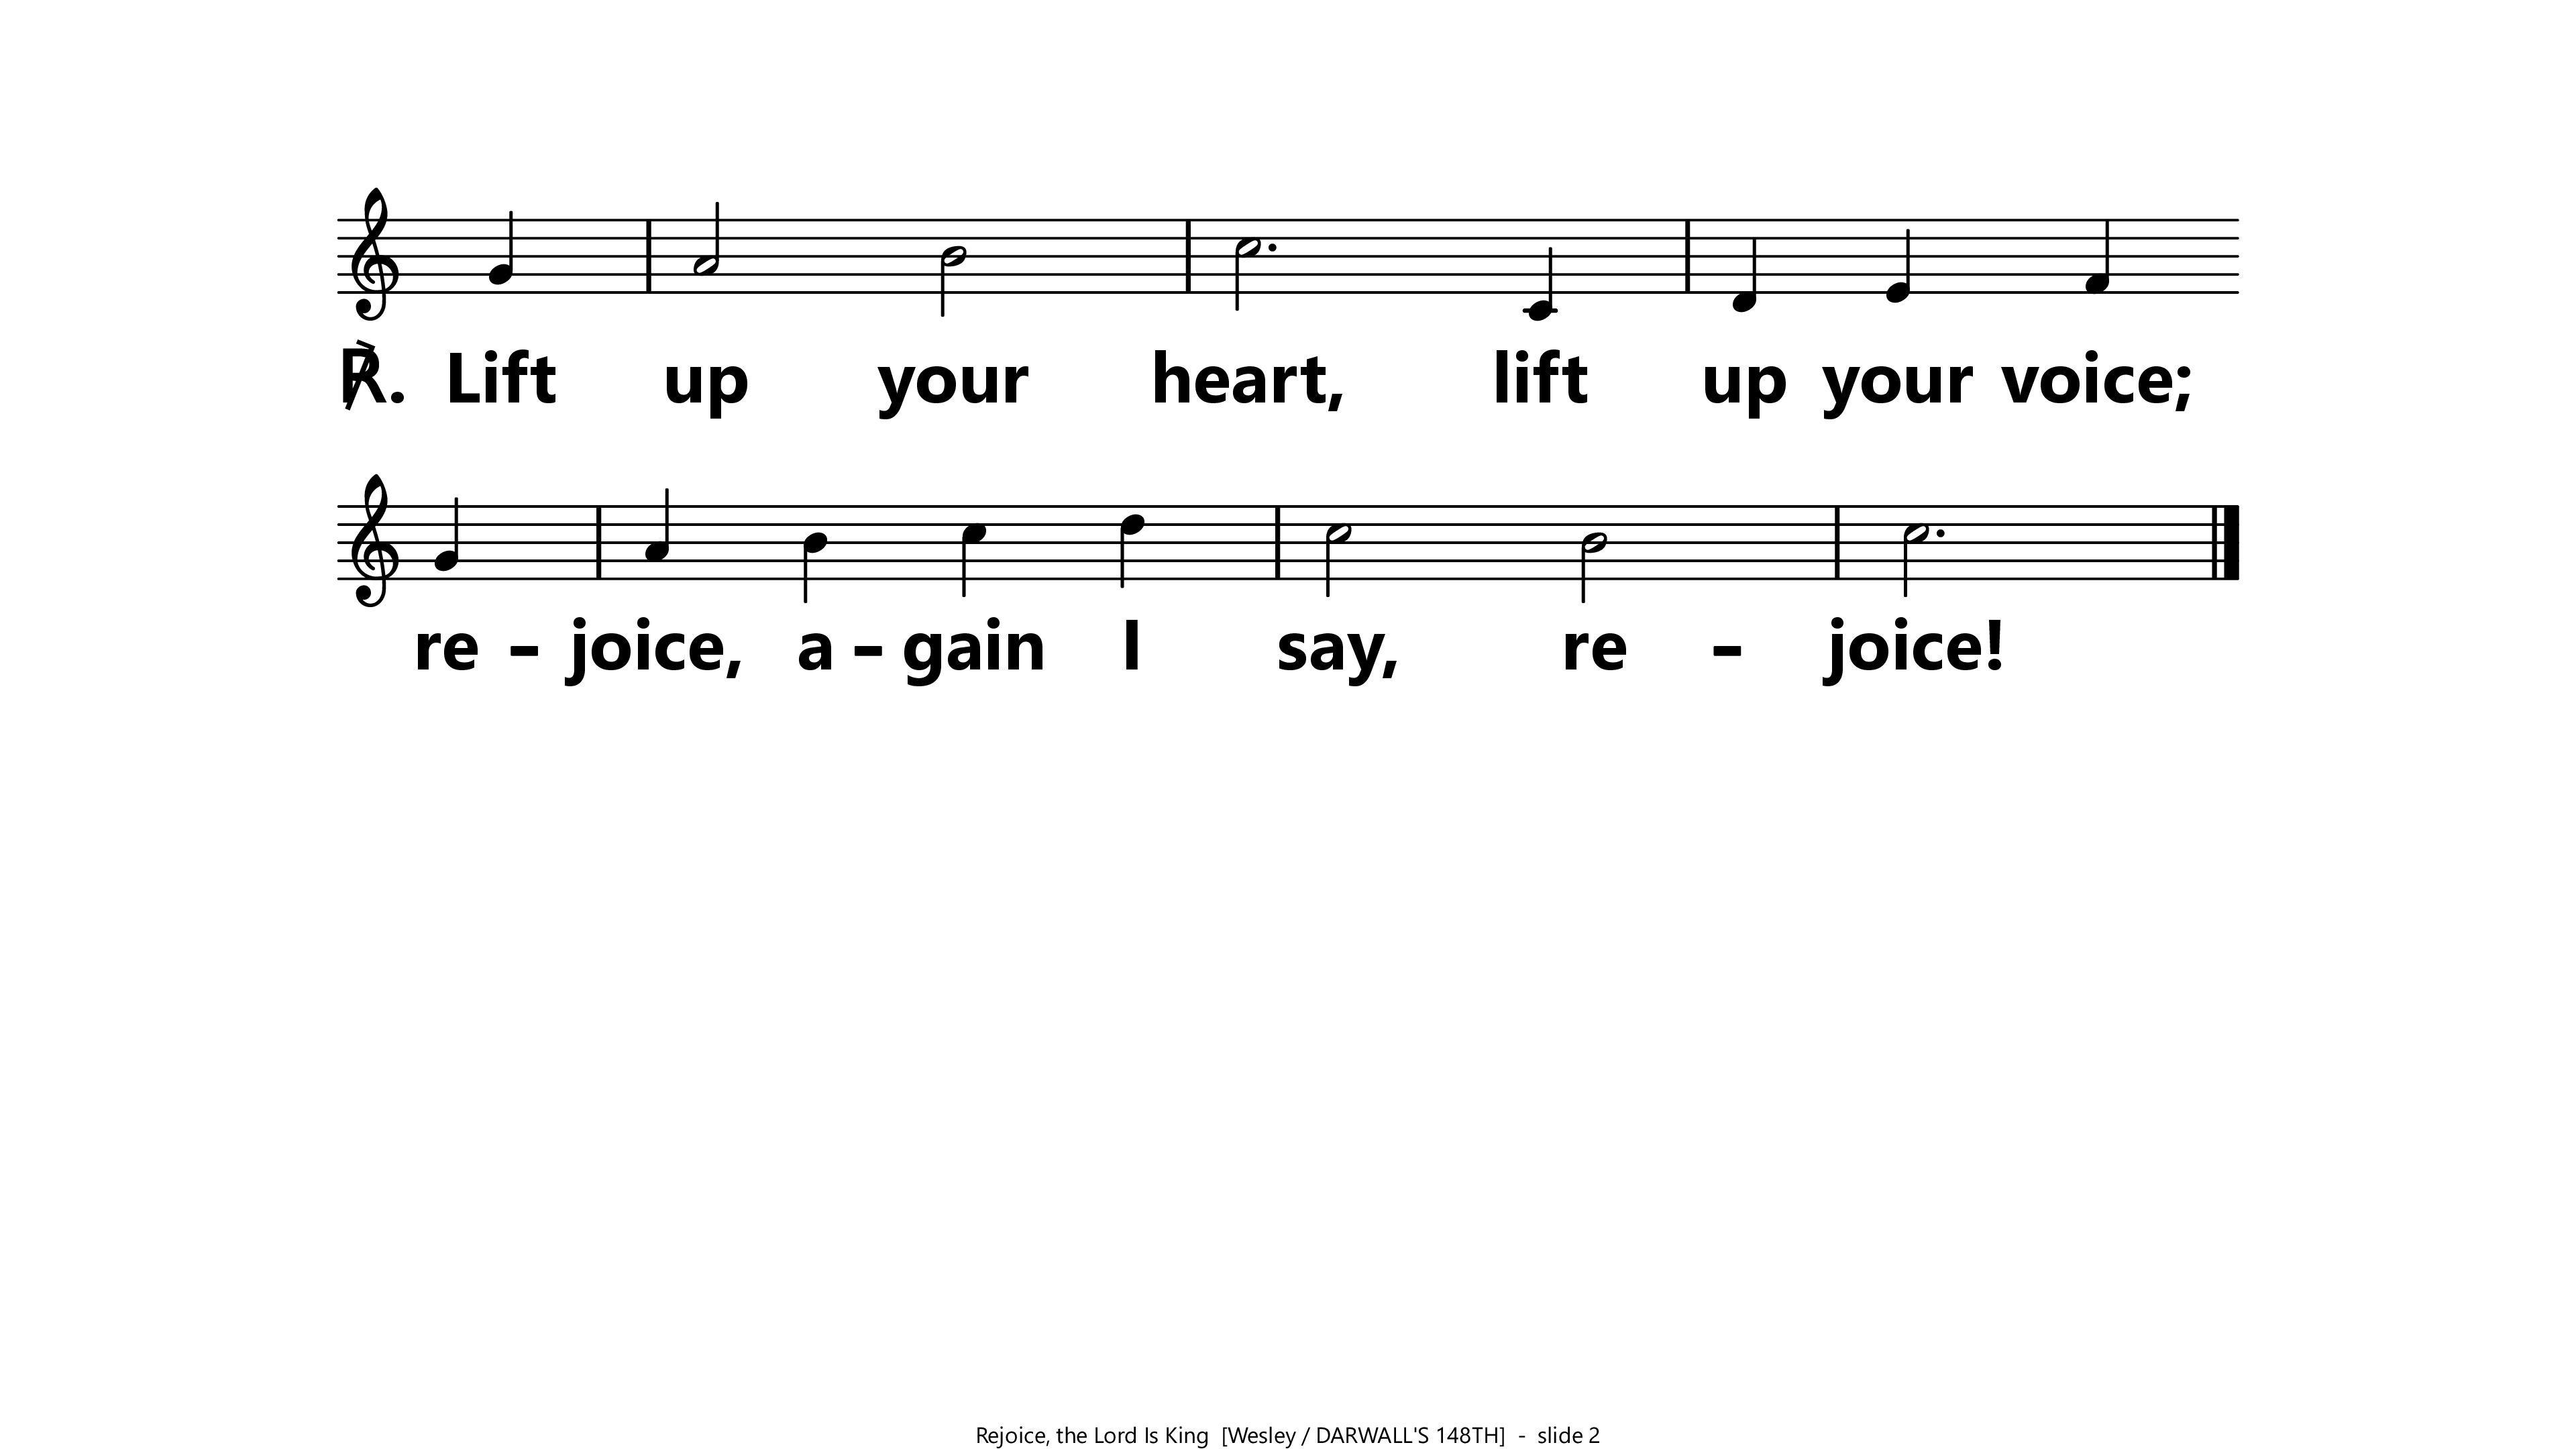 ℟. Lift up your heart, lift up your voice;
re - joice, a - gain I say, re - joice!
Rejoice, the Lord Is King [Wesley / DARWALL'S 148TH] - slide 2